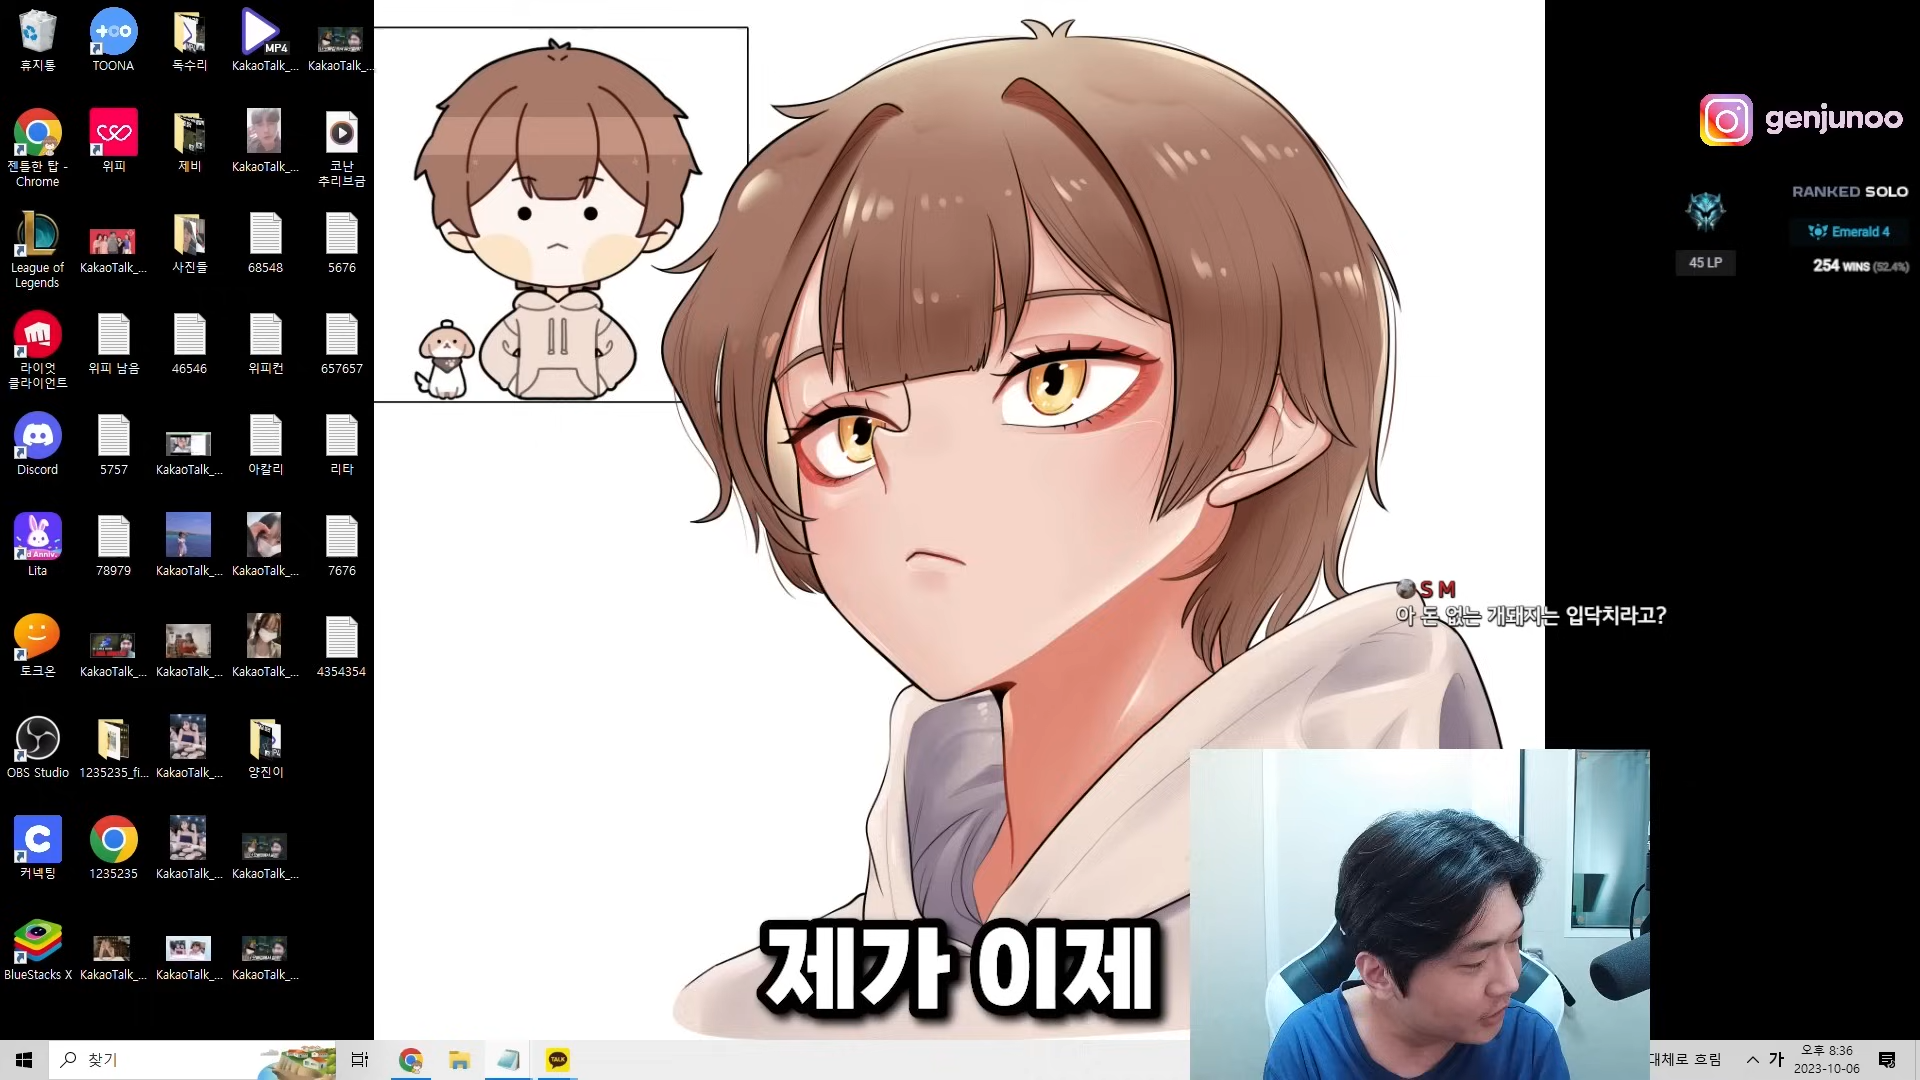 휴지통
TOONA
독수리
MP4
KakaoTalk_...
KakaoTalk_...
젠틀한 탑 -
Chrome
위피
제비
KakaoTalk_...
코난
추리브금
League of
Legends
KakaoTalk_...
사진들
68548
5676
라이엇
클라이언트
위피 남음
46546
위피컨
657657
Discord
5757
KakaoTalk_...
아칼리
리타
Lita
78979
KakaoTalk_...
KakaoTalk_...
7676
토크온
KakaoTalk_...
KakaoTalk_...
KakaoTalk_...
4354354
OBS Studio
1235235_fi...
KakaoTalk_...
양진이
커넥팅
1235235
KakaoTalk_...
KakaoTalk_...
BlueStacks X
KakaoTalk_...
KakaoTalk_...
KakaoTalk_...
genjunoo
RANKED SOLO
Emerald 4
45 LP
254 WINS (52.4%)
S M
아 돈 없는 개돼지는 입닥치라고?
제가 이제
찾기
TALK
대체로 흐림
가
오후 8:36
2023-10-06